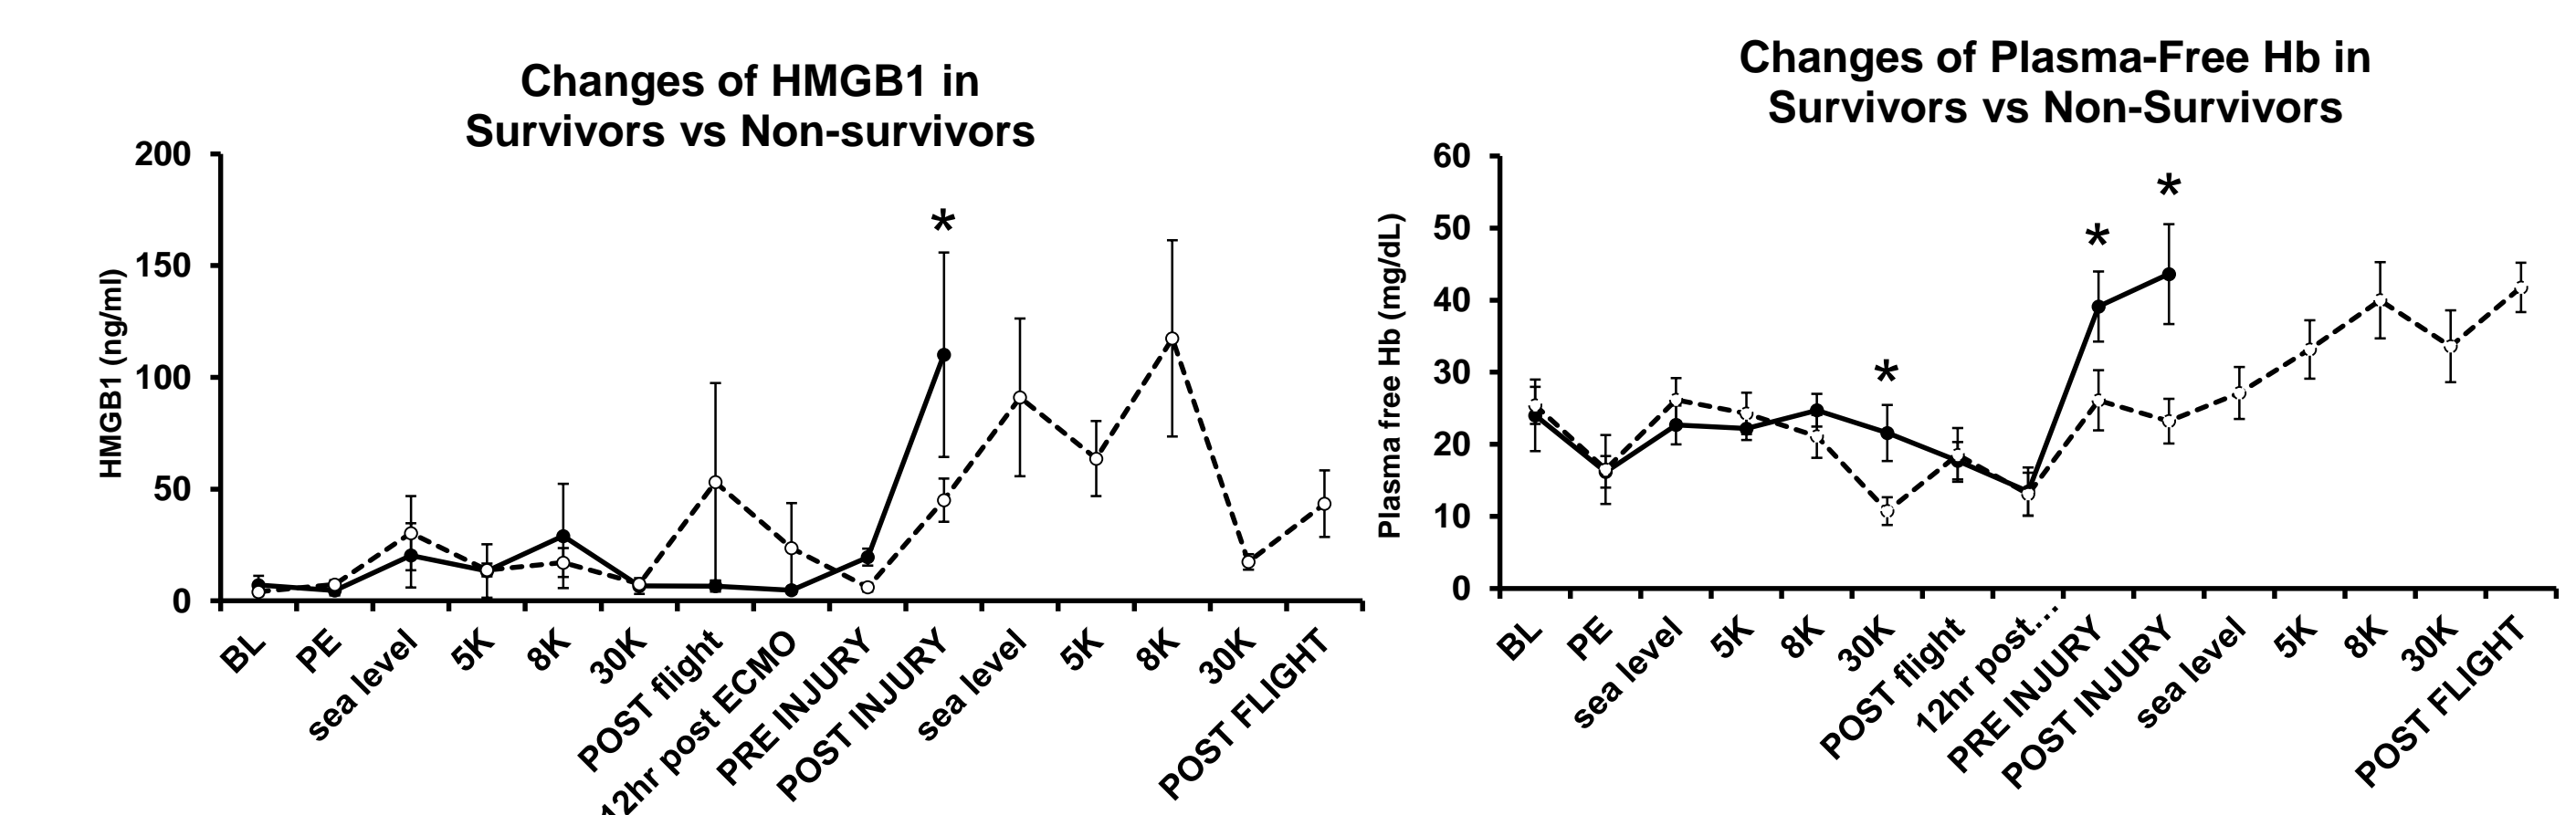 Changes of HMGB1 in
Survivors vs Non-survivors
HMGB1 (ng/ml)
200
150
100
50
0
*
BL
PE
sea level
5K
8K
30K
POST flight
12hr post ECMO
PRE INJURY
POST INJURY
sea level
5K
8K
30K
POST FLIGHT
Changes of Plasma-Free Hb in
Survivors vs Non-Survivors
Plasma free Hb (mg/dL)
60
50
40
30
20
10
0
*
*
*
BL
PE
sea level
5K
8K
30K
POST flight
12hr post...
PRE INJURY
POST INJURY
sea level
5K
8K
30K
POST FLIGHT